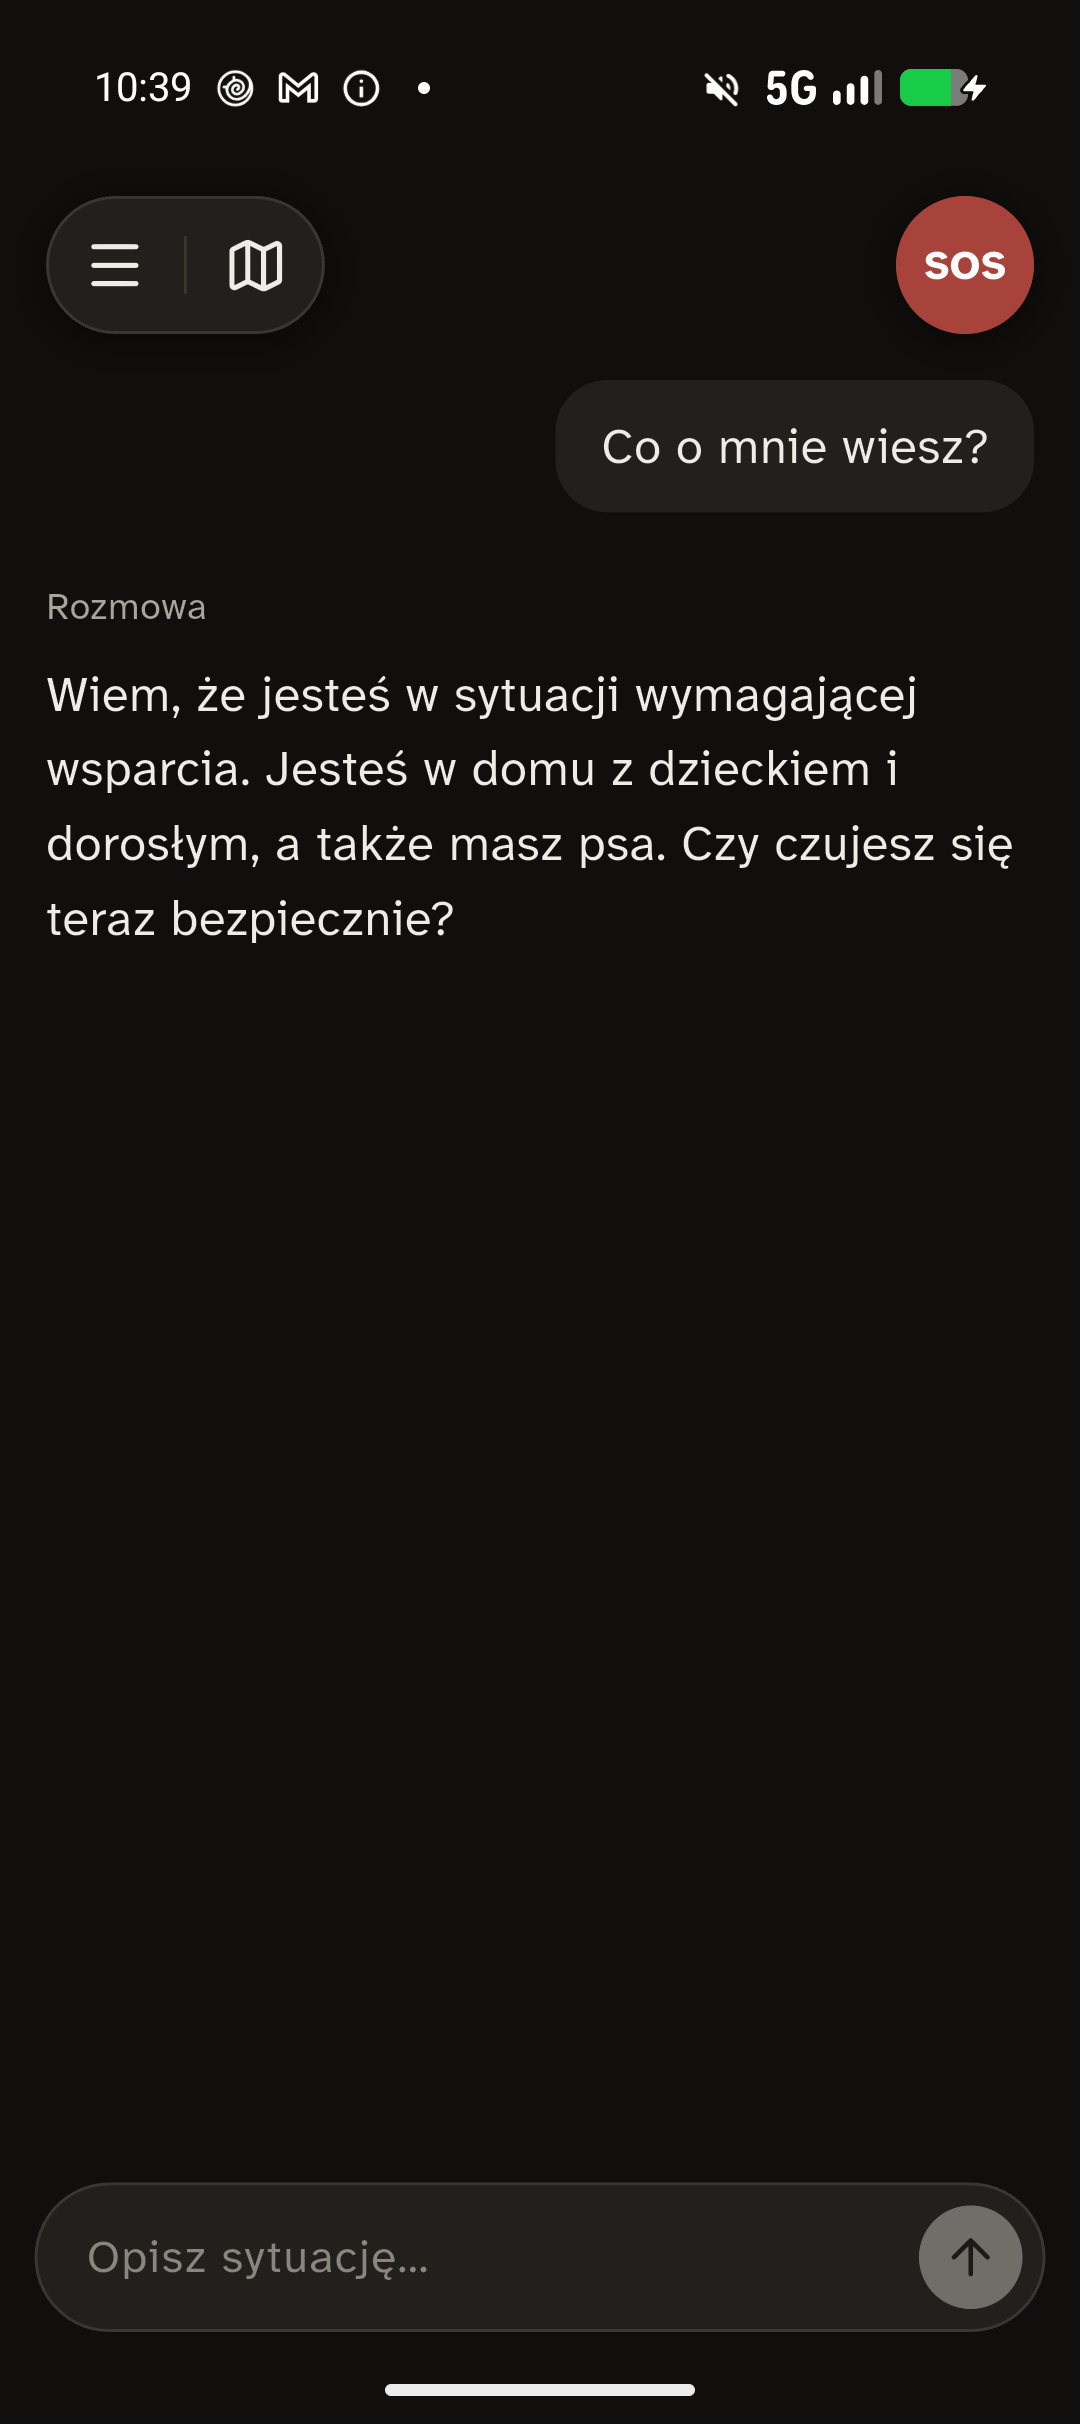 10:39
5G
SOS
Co o mnie wiesz?
Rozmowa
Wiem, że jesteś w sytuacji wymagającej
wsparcia. Jesteś w domu z dzieckiem i
dorosłym, a także masz psa. Czy czujesz się
teraz bezpiecznie?
Opisz sytuację...